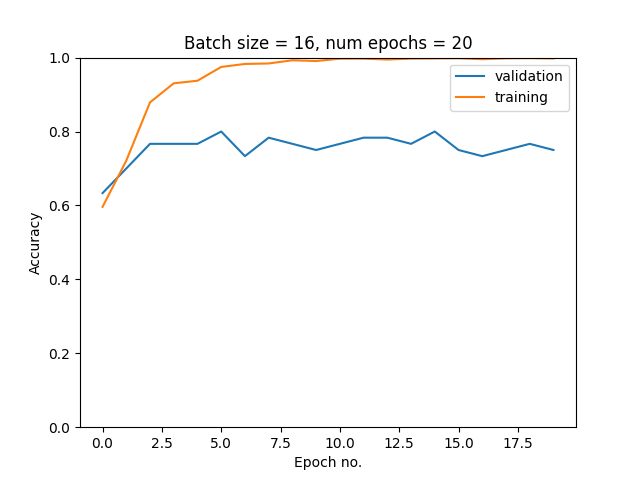 Batch size = 16, num epochs = 20
1.0
0.8
0.6
0.4
0.2
0.0
Accuracy
validation
training
0.0 2.5 5.0 7.5 10.0 12.5 15.0 17.5
Epoch no.